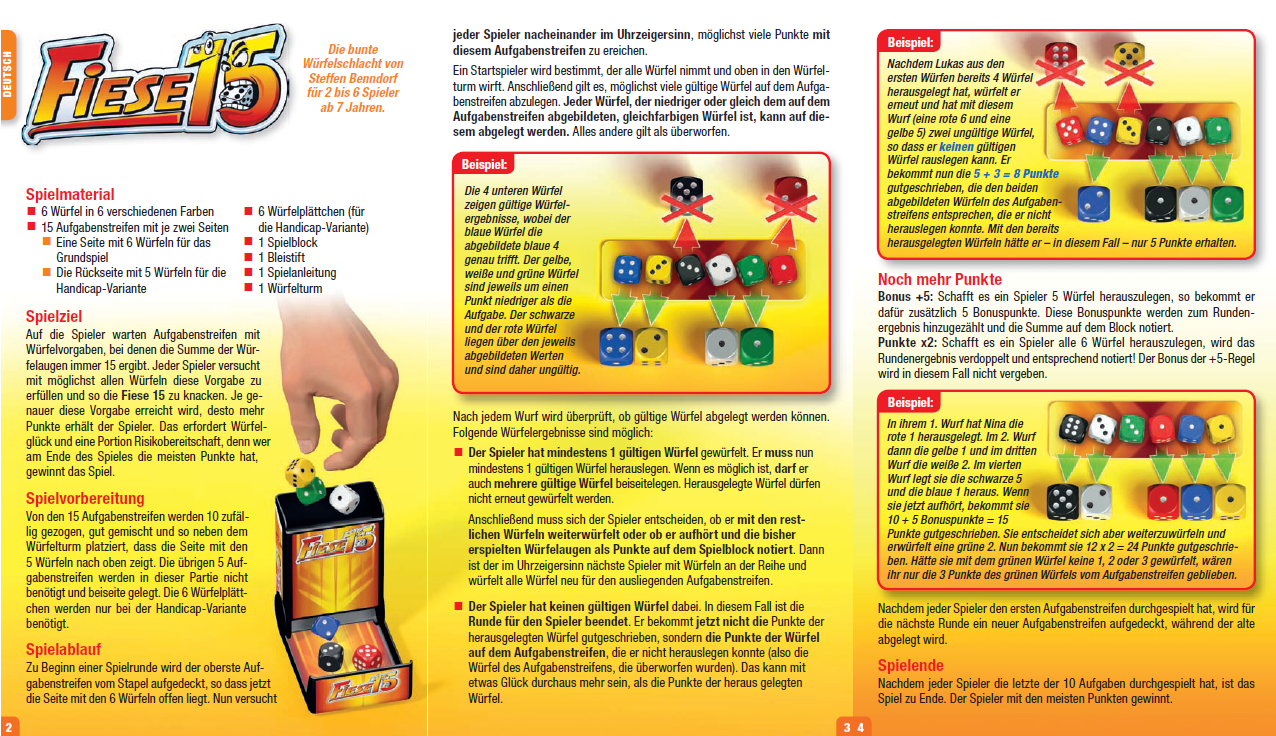 DEUTSCH
FIESE 15
Die bunte
Würfelschlacht von
Steffen Benndorf
für 2 bis 6 Spieler
ab 7 Jahren.
Spielmaterial
6 Würfel in 6 verschiedenen Farben
15 Aufgabenstreifen mit je zwei Seiten
Eine Seite mit 6 Würfeln für das
Grundspiel
Die Rückseite mit 5 Würfeln für die
Handicap-Variante
6 Würfelplättchen (für
die Handicap-Variante)
1 Spielblock
1 Bleistift
1 Spielanleitung
1 Würfelturm
Spielziel
Auf die Spieler warten Aufgabenstreifen mit
Würfelvorgaben, bei denen die Summe der Wür-
felaugen immer 15 ergibt. Jeder Spieler versucht
mit möglichst allen Würfeln diese Vorgabe zu
erfüllen und so die Fiese 15 zu knacken. Je ge-
nauer diese Vorgabe erreicht wird, desto mehr
Punkte erhält der Spieler. Das erfordert Würfel-
glück und eine Portion Risikobereitschaft, denn wer
am Ende des Spieles die meisten Punkte hat,
gewinnt das Spiel.
Spielvorbereitung
Von den 15 Aufgabenstreifen werden 10 zufäl-
lig gezogen, gut gemischt und so neben dem
Würfelturm platziert, dass die Seite mit den
5 Würfeln nach oben zeigt. Die übrigen 5 Auf-
gabenstreifen werden in dieser Partie nicht
benötigt und beiseite gelegt. Die 6 Würfelplätt-
chen werden nur bei der Handicap-Variante
benötigt.
Spielablauf
Zu Beginn einer Spielrunde wird der oberste Auf-
gabenstreifen vom Stapel aufgedeckt, so dass jetzt
die Seite mit den 6 Würfeln offen liegt. Nun versucht
FIESE 15
FIESE 15
2
jeder Spieler nacheinander im Uhrzeigersinn, möglichst viele Punkte mit
diesem Aufgabenstreifen zu ereichen.
Ein Startspieler wird bestimmt, der alle Würfel nimmt und oben in den Würfel-
turm wirft. Anschließend gilt es, möglichst viele gültige Würfel auf dem Aufga-
benstreifen abzulegen. Jeder Würfel, der niedriger oder gleich dem auf dem
Aufgabenstreifen abgebildeten, gleichfarbigen Würfel ist, kann auf die-
sem abgelegt werden. Alles andere gilt als überworfen.
Beispiel:
Die 4 unteren Würfel
zeigen gültige Würfel-
ergebnisse, wobei der
blaue Würfel die
abgebildete blaue 4
genau trifft. Der gelbe,
weiße und grüne Würfel
sind jeweils um einen
Punkt niedriger als die
Aufgabe. Der schwarze
und der rote Würfel
liegen über den jeweils
abgebildeten Werten
und sind daher ungültig.
Nach jedem Wurf wird überprüft, ob gültige Würfel abgelegt werden können.
Folgende Würfelergebnisse sind möglich:
Der Spieler hat mindestens 1 gültigen Würfel gewürfelt. Er muss nun
mindestens 1 gültigen Würfel herauslegen. Wenn es möglich ist, darf er
auch mehrere gültige Würfel beiseitelegen. Herausgelegte Würfel dürfen
nicht erneut gewürfelt werden.
Anschließend muss sich der Spieler entscheiden, ob er mit den rest-
lichen Würfeln weiterwürfelt oder ob er aufhört und die bisher
erspielten Würfelaugen als Punkte auf dem Spielblock notiert. Dann
ist der im Uhrzeigersinn nächste Spieler mit Würfeln an der Reihe und
würfelt alle Würfel neu für den ausliegenden Aufgabenstreifen.
Der Spieler hat keinen gültigen Würfel dabei. In diesem Fall ist die
Runde für den Spieler beendet. Er bekommt jetzt nicht die Punkte der
herausgelegten Würfel gutgeschrieben, sondern die Punkte der Würfel
auf dem Aufgabenstreifen, die er nicht herauslegen konnte (also die
Würfel des Aufgabenstreifens, die überworfen wurden). Das kann mit
etwas Glück durchaus mehr sein, als die Punkte der heraus gelegten
Würfel.
3
Beispiel:
Nachdem Lukas aus den
ersten Würfen bereits 4 Würfel
herausgelegt hat, würfelt er
erneut und hat mit diesem
Wurf (eine rote 6 und eine
gelbe 5) zwei ungültige Würfel,
so dass er keinen gültigen
Würfel rauslegen kann. Er
bekommt nun die 5 + 3 = 8 Punkte
gutgeschrieben, die den beiden
abgebildeten Würfeln des Aufgaben-
streifens entsprechen, die er nicht
herauslegen konnte. Mit den bereits
herausgelegten Würfeln hätte er – in diesem Fall – nur 5 Punkte erhalten.
Noch mehr Punkte
Bonus +5: Schafft es ein Spieler 5 Würfel herauszulegen, so bekommt er
dafür zusätzlich 5 Bonuspunkte. Diese Bonuspunkte werden zum Runden-
ergebnis hinzugezählt und die Summe auf dem Block notiert.
Punkte x2: Schafft es ein Spieler alle 6 Würfel herauszulegen, wird das
Rundenergebnis verdoppelt und entsprechend notiert! Der Bonus der +5-Regel
wird in diesem Fall nicht vergeben.
Beispiel:
In ihrem 1. Wurf hat Nina die
rote 1 herausgelegt. Im 2. Wurf
dann die gelbe 1 und im dritten
Wurf die weiße 2. Im vierten
Wurf legt sie die schwarze 5
und die blaue 1 heraus. Wenn
sie jetzt aufhört, bekommt sie
10 + 5 Bonuspunkte = 15
Punkte gutgeschrieben. Sie entscheidet sich aber weiterzuwürfeln und
erwürfelt eine grüne 2. Nun bekommt sie 12 x 2 = 24 Punkte gutgeschrie-
ben. Hätte sie mit dem grünen Würfel keine 1, 2 oder 3 gewürfelt, wären
ihr nur die 3 Punkte des grünen Würfels vom Aufgabenstreifen geblieben.
Nachdem jeder Spieler den ersten Aufgabenstreifen durchgespielt hat, wird für
die nächste Runde ein neuer Aufgabenstreifen aufgedeckt, während der alte
abgelegt wird.
Spielende
Nachdem jeder Spieler die letzte der 10 Aufgaben durchgespielt hat, ist das
Spiel zu Ende. Der Spieler mit den meisten Punkten gewinnt.
4